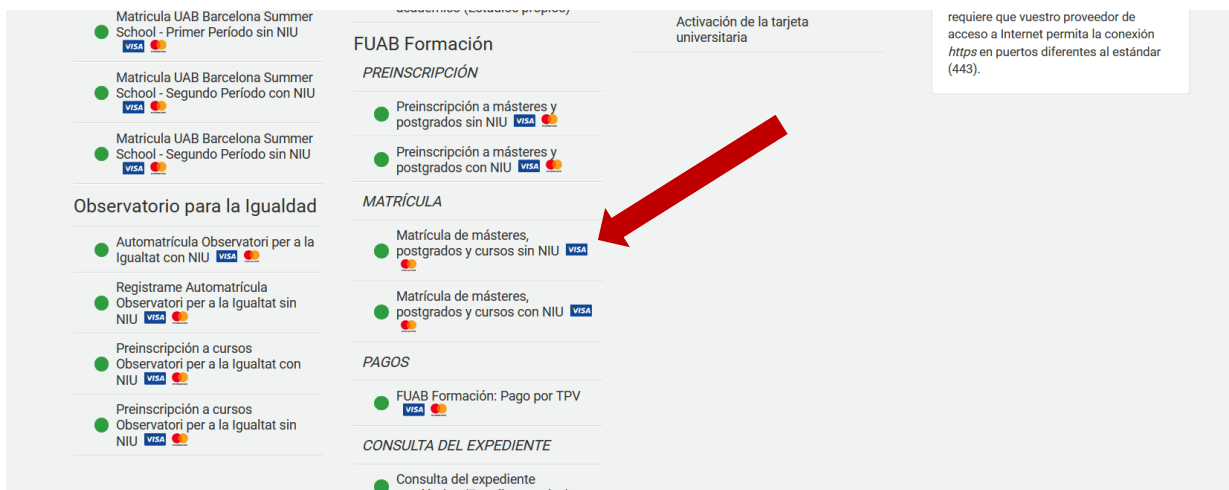 Matricula UAB Barcelona Summer
School - Primer Período sin NIU
VISA
Matricula UAB Barcelona Summer
School - Segundo Período con NIU
VISA
Matricula UAB Barcelona Summer
School - Segundo Período sin NIU
VISA
Observatorio para la Igualdad
Automatrícula Observatori per a la
Igualtat con NIU VISA
Registrame Automatrícula
Observatori per a la Igualtat sin
NIU VISA
Preinscripción a cursos
Observatori per a la Igualtat con
NIU VISA
Preinscripción a cursos
Observatori per a la Igualtat sin
NIU VISA
académico (Estudios propios)
FUAB Formación
PREINSCRIPCIÓN
Preinscripción a másteres y
postgrados sin NIU VISA
Preinscripción a másteres y
postgrados con NIU VISA
MATRÍCULA
Matrícula de másteres,
postgrados y cursos sin NIU VISA
Matrícula de másteres,
postgrados y cursos con NIU VISA
PAGOS
FUAB Formación: Pago por TPV
VISA
CONSULTA DEL EXPEDIENTE
Consulta del expediente
Activación de la tarjeta
universitaria
requiere que vuestro proveedor de
acceso a Internet permita la conexión
https en puertos diferentes al estándar
(443).